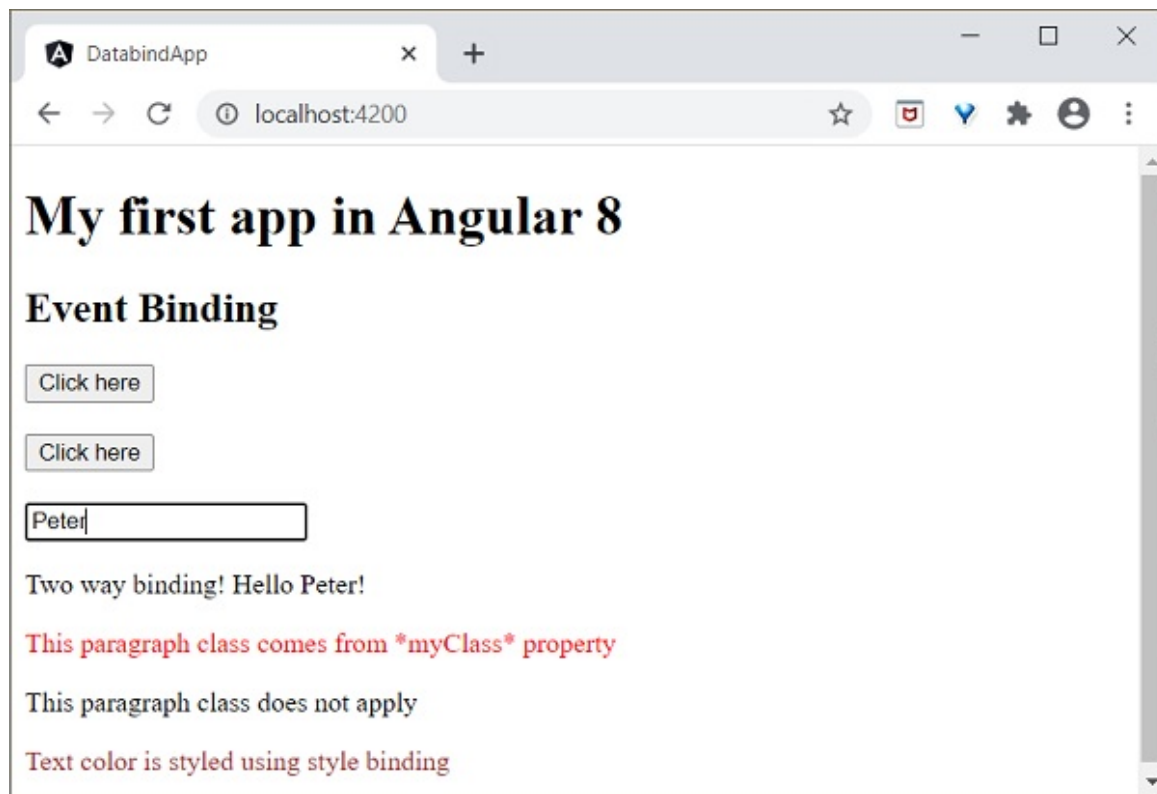 DatabindApp
localhost:4200
My first app in Angular 8
Event Binding
Click here
Click here
Peter
Two way binding! Hello Peter!
This paragraph class comes from *myClass* property
This paragraph class does not apply
Text color is styled using style binding